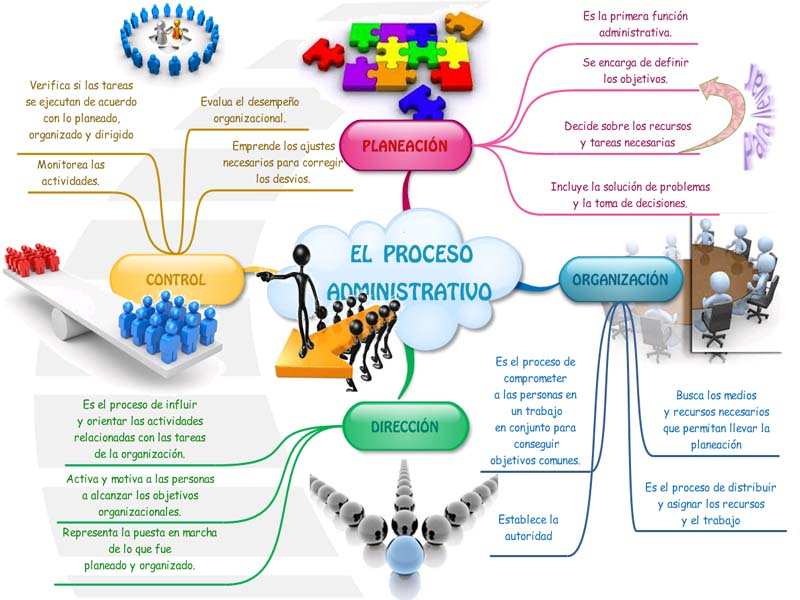 EL PROCESO
ADMINISTRATIVO
PLANEACIÓN
Es la primera función
administrativa.
Se encarga de definir
los objetivos.
Decide sobre los recursos
y tareas necesarias
para llevar
Incluye la solución de problemas
y la toma de decisiones.
ORGANIZACIÓN
Es el proceso de
comprometer
a las personas en
un trabajo
en conjunto para
conseguir
objetivos comunes.
Establece la
autoridad
Busca los medios
y recursos necesarios
que permitan llevar la
planeación
Es el proceso de distribuir
y asignar los recursos
y el trabajo
DIRECCIÓN
Es el proceso de influir
y orientar las actividades
relacionadas con las tareas
de la organización.
Activa y motiva a las personas
a alcanzar los objetivos
organizacionales.
Representa la puesta en marcha
de lo que fue
planeado y organizado.
CONTROL
Verifica si las tareas
se ejecutan de acuerdo
con lo planeado,
organizado y dirigido
Monitorea las
actividades.
Evalua el desempeño
organizacional.
Emprende los ajustes
necesarios para corregir
los desvios.